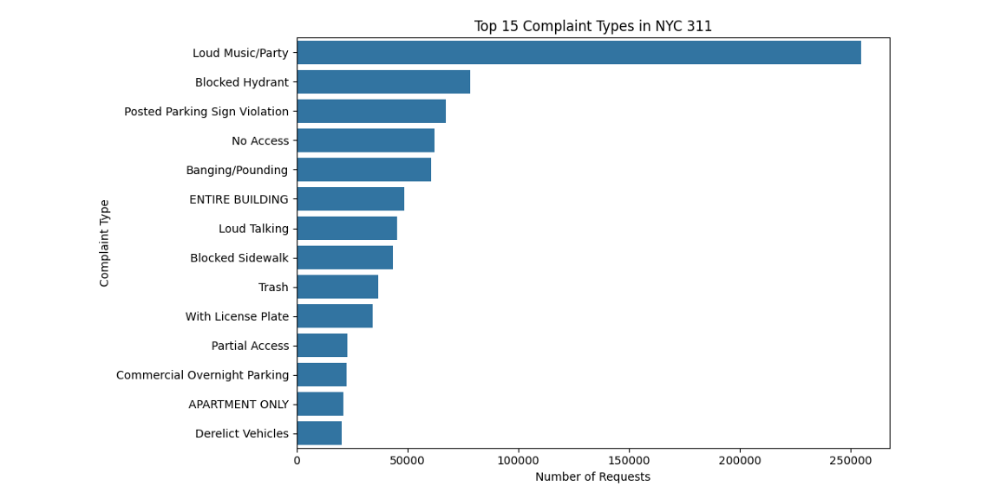 Top 15 Complaint Types in NYC 311
Loud Music/Party
Blocked Hydrant
Posted Parking Sign Violation
No Access
Banging/Pounding
ENTIRE BUILDING
Loud Talking
Blocked Sidewalk
Trash
With License Plate
Partial Access
Commercial Overnight Parking
APARTMENT ONLY
Derelict Vehicles
Complaint Type
0 50000 100000 150000 200000 250000
Number of Requests